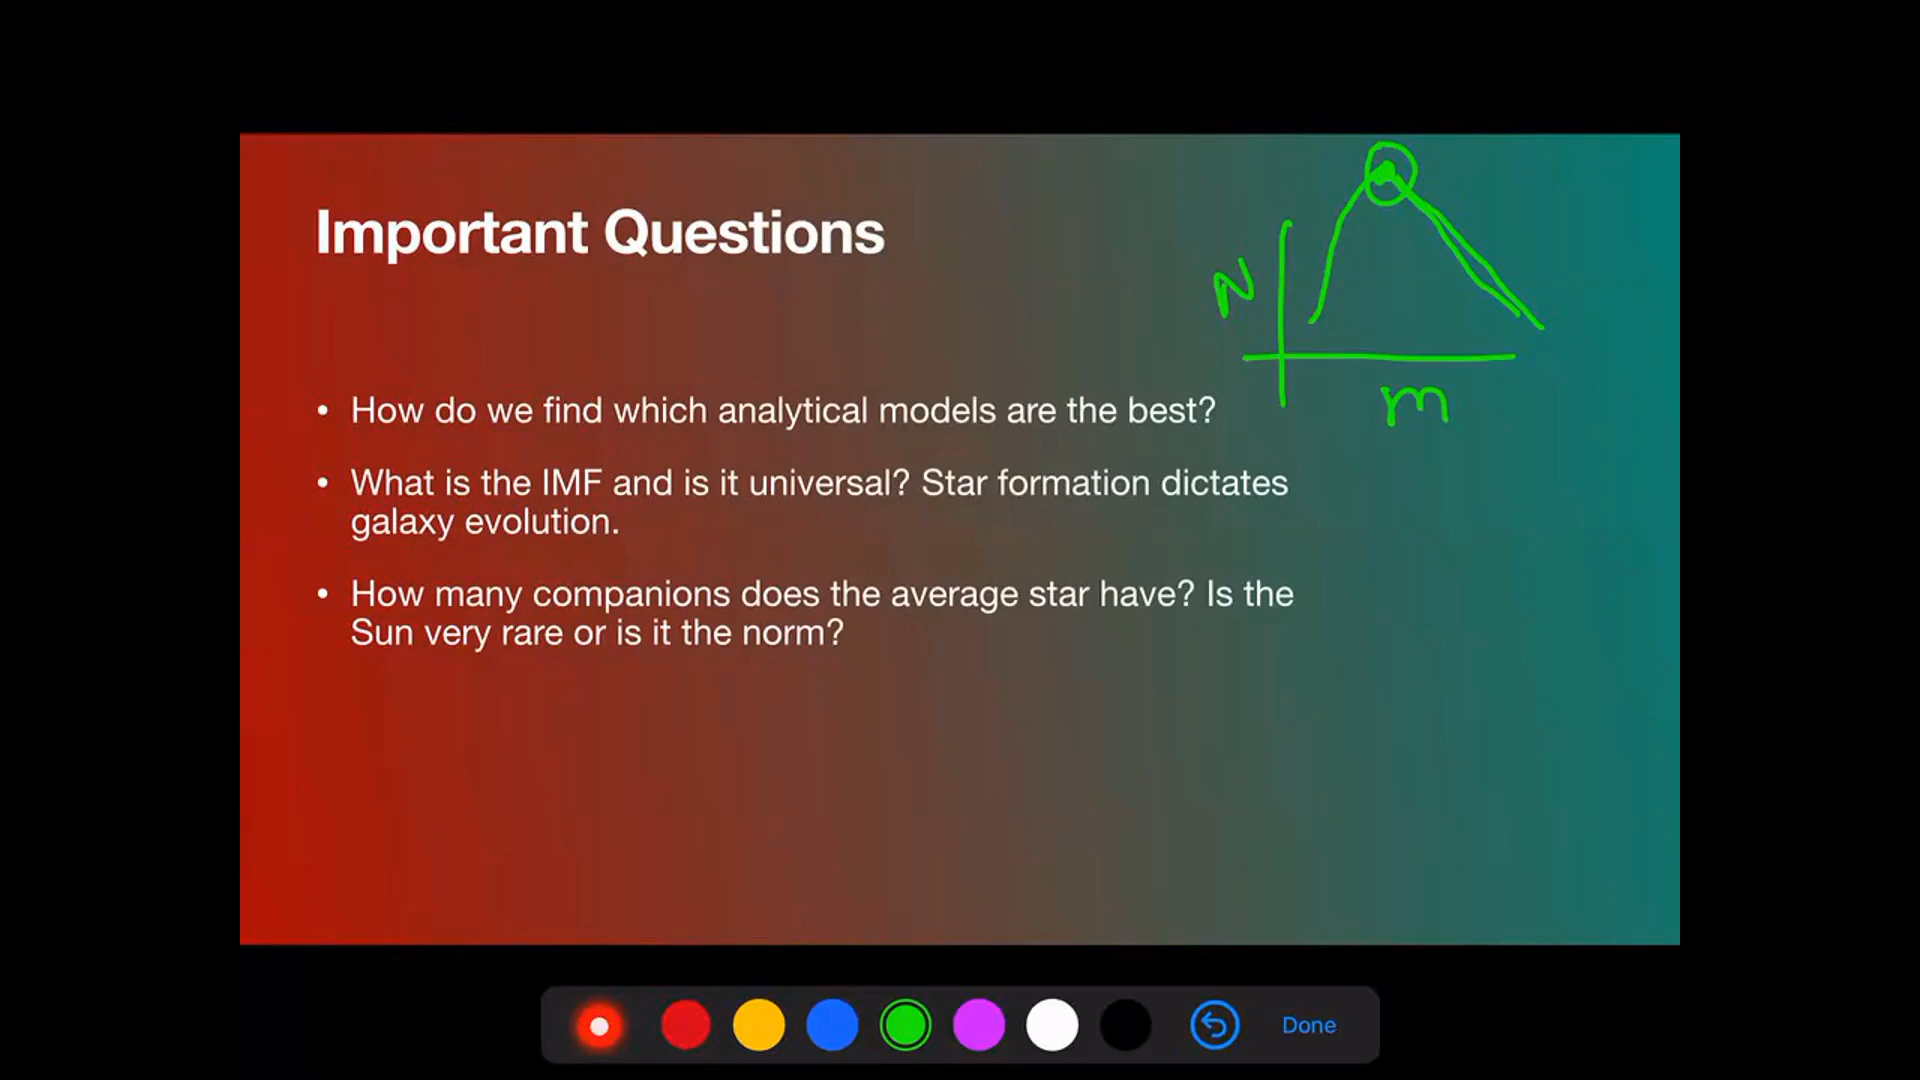 Important Questions
N
m
• How do we find which analytical models are the best?
• What is the IMF and is it universal? Star formation dictates
galaxy evolution.
• How many companions does the average star have? Is the
Sun very rare or is it the norm?
Done